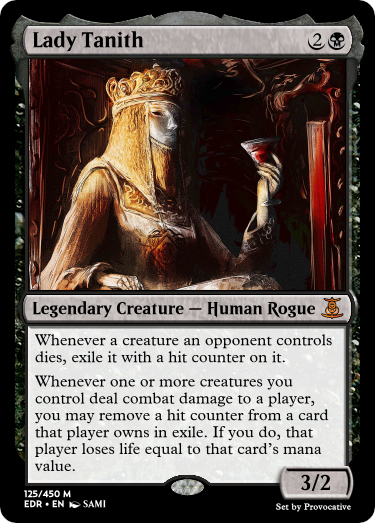 Lady Tanith 2
Legendary Creature — Human Rogue
Whenever a creature an opponent controls
dies, exile it with a hit counter on it.
Whenever one or more creatures you
control deal combat damage to a player,
you may remove a hit counter from a card
that player owns in exile. If you do, that
player loses life equal to that card's mana
value.
3/2
125/450 M
EDR • EN SAMI
Set by Provocative